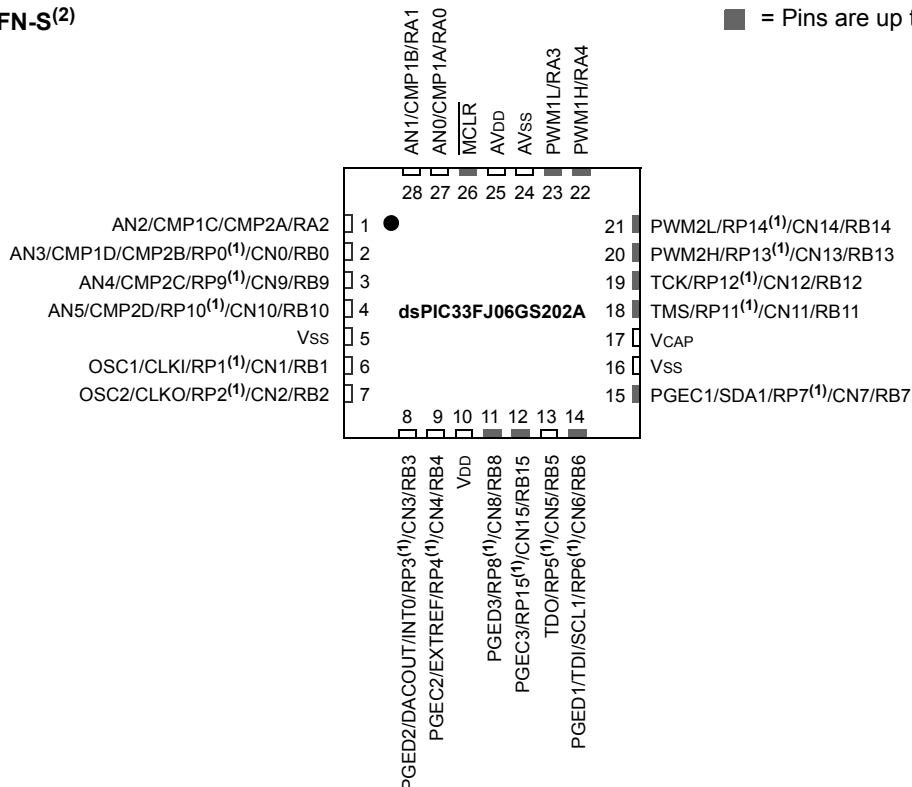 FN-S(2)
= Pins are up t
AN1/CMP1B/RA1
AN0/CMP1A/RA0
MCLR
AVDD
AVSS
PWM1L/RA3
PWM1H/RA4
28 27 26 25 24 23 22
AN2/CMP1C/CMP2A/RA2 1
AN3/CMP1D/CMP2B/RP0(1)/CN0/RB0 2
AN4/CMP2C/RP9(1)/CN9/RB9 3
AN5/CMP2D/RP10(1)/CN10/RB10 4
VSS 5
OSC1/CLKI/RP1(1)/CN1/RB1 6
OSC2/CLKO/RP2(1)/CN2/RB2 7
dsPIC33FJ06GS202A
21 PWM2L/RP14(1)/CN14/RB14
20 PWM2H/RP13(1)/CN13/RB13
19 TCK/RP12(1)/CN12/RB12
18 TMS/RP11(1)/CN11/RB11
17 VCAP
16 VSS
15 PGEC1/SDA1/RP7(1)/CN7/RB7
8 9 10 11 12 13 14
PGED2/DACOUT/INT0/RP3(1)/CN3/RB3
PGEC2/EXTREF/RP4(1)/CN4/RB4
VDD
PGED3/RP8(1)/CN8/RB8
PGEC3/RP15(1)/CN15/RB15
TDO/RP5(1)/CN5/RB5
PGED1/TDI/SCL1/RP6(1)/CN6/RB6